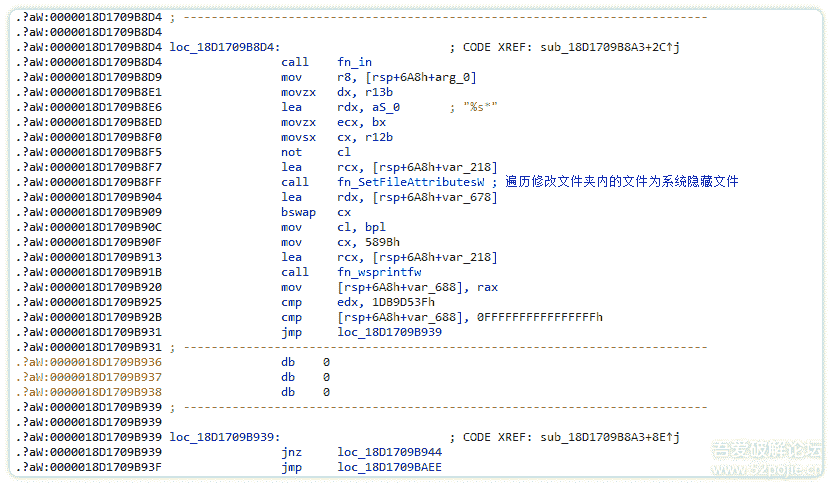 .?aW:0000018D1709B8D4 ; ---------------------------------------------------------------------------
.?aW:0000018D1709B8D4
.?aW:0000018D1709B8D4 loc_18D1709B8D4: ; CODE XREF: sub_18D1709B8A3+2C↑j
.?aW:0000018D1709B8D4 call fn_in
.?aW:0000018D1709B8D9 mov r8, [rsp+6A8h+arg_0]
.?aW:0000018D1709B8E1 movzx dx, r13b
.?aW:0000018D1709B8E6 lea rdx, aS_0 ; "%s*"
.?aW:0000018D1709B8ED movzx ecx, bx
.?aW:0000018D1709B8F0 movsx cx, r12b
.?aW:0000018D1709B8F5 not cl
.?aW:0000018D1709B8F7 lea rcx, [rsp+6A8h+var_218]
.?aW:0000018D1709B8FF call fn_SetFileAttributesW ; 遍历修改文件夹内的文件为系统隐藏文件
.?aW:0000018D1709B904 lea rdx, [rsp+6A8h+var_678]
.?aW:0000018D1709B909 bswap cx
.?aW:0000018D1709B90C mov cl, bpl
.?aW:0000018D1709B90F mov cx, 589Bh
.?aW:0000018D1709B913 lea rcx, [rsp+6A8h+var_218]
.?aW:0000018D1709B91B call fn_wsprintfw
.?aW:0000018D1709B920 mov [rsp+6A8h+var_688], rax
.?aW:0000018D1709B925 cmp edx, 1DB9D53Fh
.?aW:0000018D1709B92B cmp [rsp+6A8h+var_688], 0FFFFFFFFFFFFFFFFh
.?aW:0000018D1709B931 jmp loc_18D1709B939
.?aW:0000018D1709B931 ; ---------------------------------------------------------------------------
.?aW:0000018D1709B936 db 0
.?aW:0000018D1709B937 db 0
.?aW:0000018D1709B938 db 0
.?aW:0000018D1709B939 ; ---------------------------------------------------------------------------
.?aW:0000018D1709B939
.?aW:0000018D1709B939 loc_18D1709B939: ; CODE XREF: sub_18D1709B8A3+8E↑j
.?aW:0000018D1709B939 jnz loc_18D1709B944
.?aW:0000018D1709B93F jmp loc_18D1709BAEE
吾爱破解论坛
www.52pojie.cn